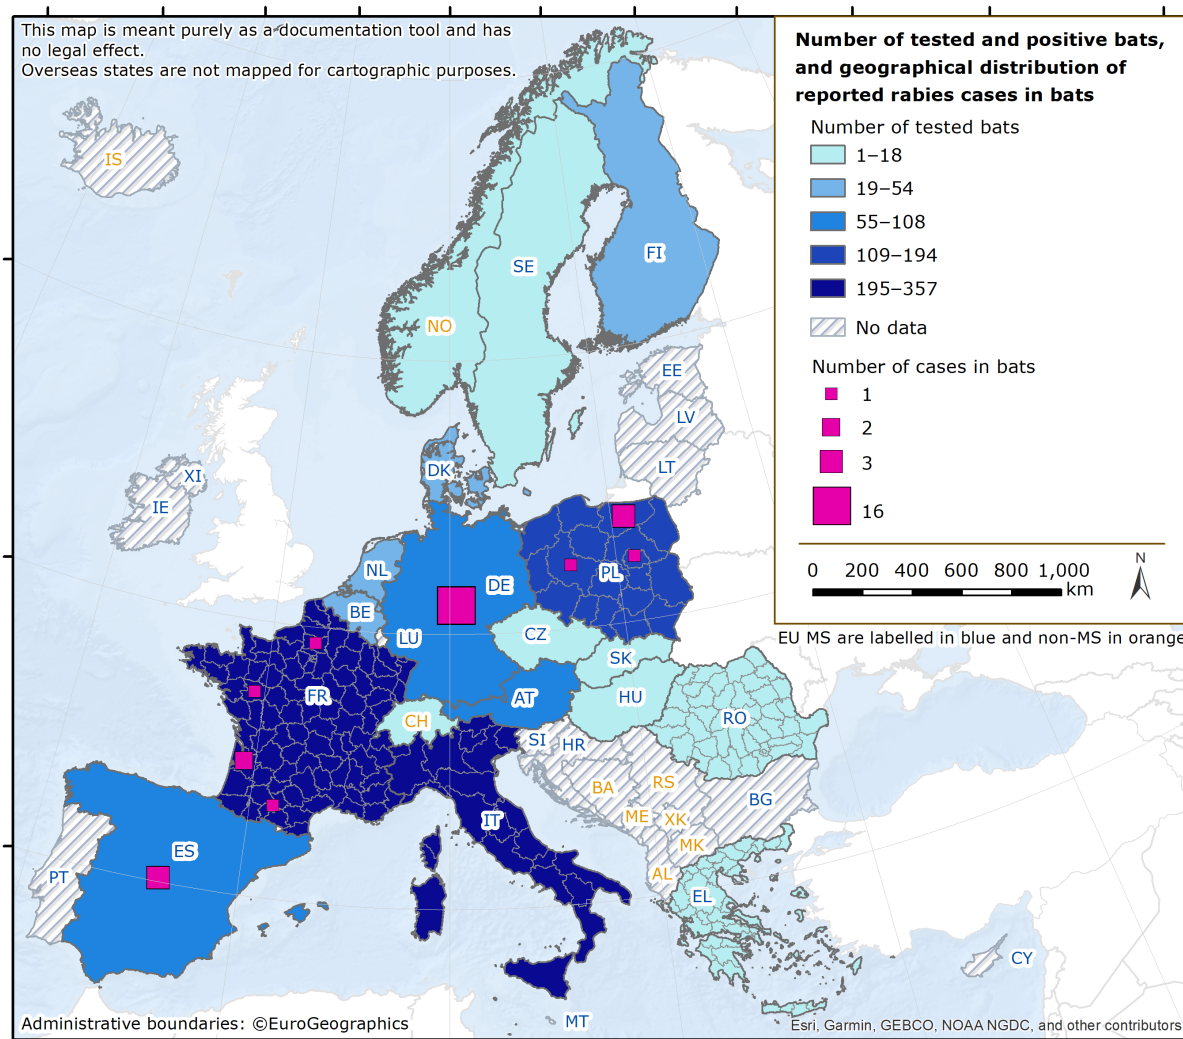 This map is meant purely as a documentation tool and has
no legal effect.
Overseas states are not mapped for cartographic purposes.
Number of tested and positive bats,
and geographical distribution of
reported rabies cases in bats
Number of tested bats
1–18
19–54
55–108
109–194
195–357
No data
Number of cases in bats
1
2
3
16
0 200 400 600 800 1,000
km
N
EU MS are labelled in blue and non-MS in orange
IS
FI
SE
NO
EE
LV
LT
DK
XI
IE
NL
DE
PL
BE
LU
CZ
SK
FR
AT
HU
CH
RO
SI
HR
BA
RS
BG
ME
XK
IT
MK
ES
AL
PT
EL
CY
MT
Administrative boundaries: ©EuroGeographics
Esri, Garmin, GEBCO, NOAA NGDC, and other contributors